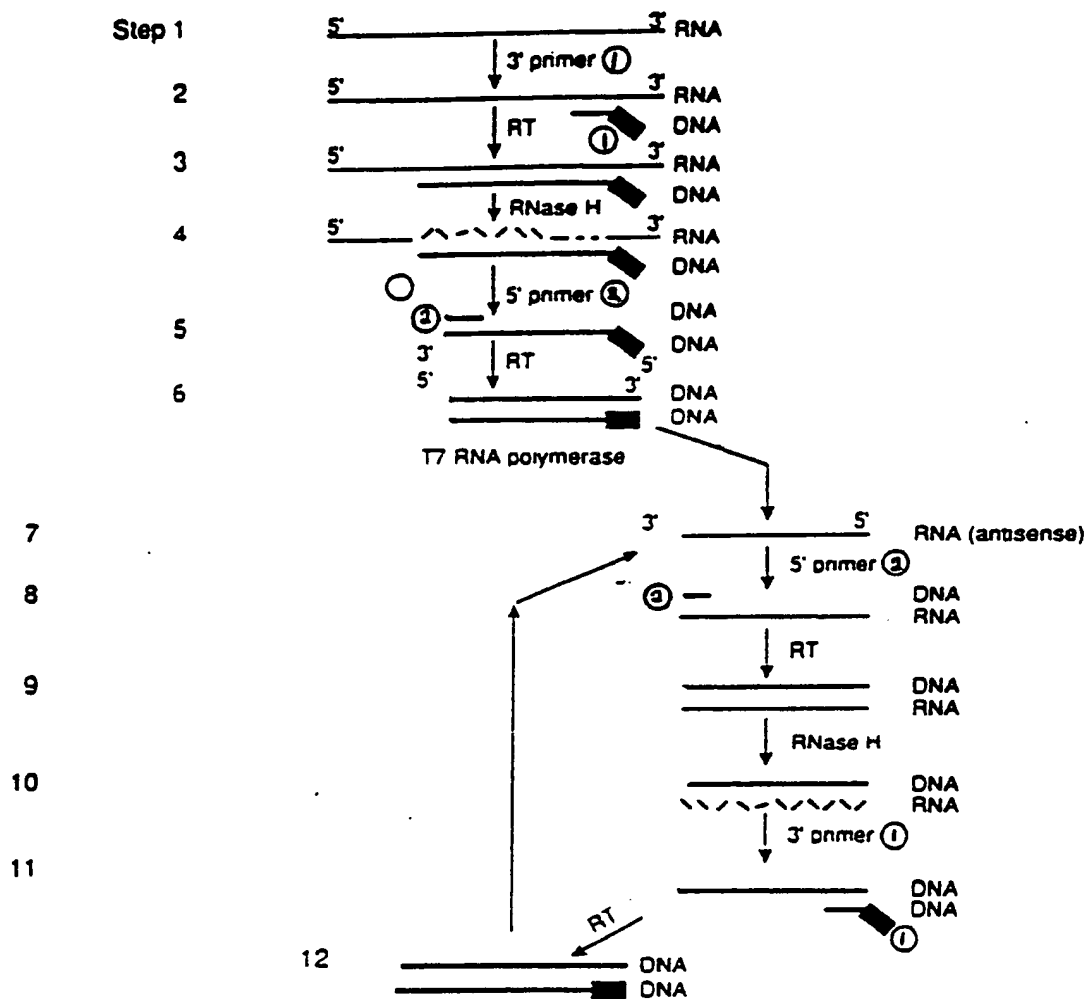 Step 1 5' 3' RNA
3' primer ①
2 5' 3' RNA
RT DNA
①
3 5' 3' RNA
DNA
RNase H
4 5' 3' RNA
DNA
5' primer ②
② DNA
5 DNA
3' RT 5'
6 5' 3' DNA
DNA
T7 RNA polymerase
7 3' 5' RNA (antisense)
5' primer ②
8 ② DNA
RNA
RT
9 DNA
RNA
RNase H
10 DNA
RNA
3' primer ①
11 DNA
DNA
①
RT
12 DNA
DNA